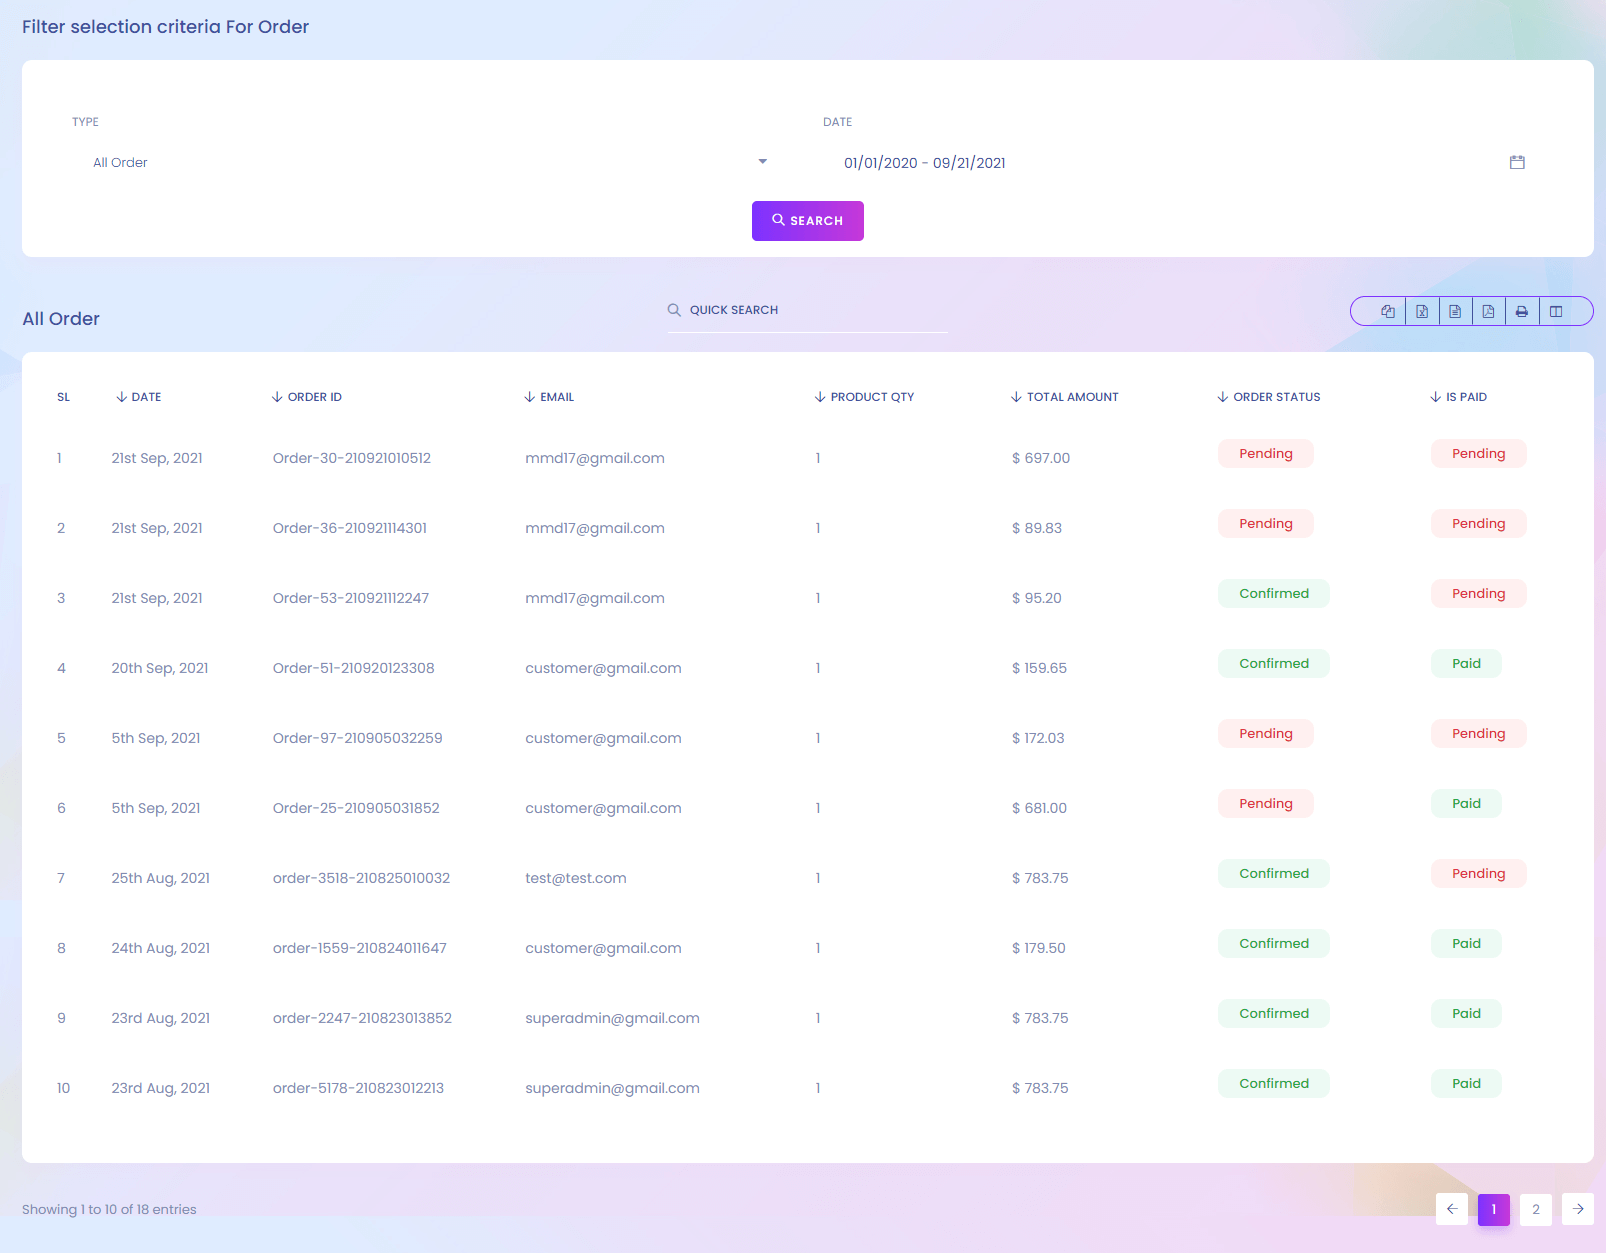 Filter selection criteria For Order
TYPE DATE
All Order 01/01/2020 - 09/21/2021
SEARCH
All Order QUICK SEARCH
SL DATE ORDER ID EMAIL PRODUCT QTY TOTAL AMOUNT ORDER STATUS IS PAID
1 21st Sep, 2021 Order-30-210921010512 mmd17@gmail.com 1 $ 697.00 Pending Pending
2 21st Sep, 2021 Order-36-210921114301 mmd17@gmail.com 1 $ 89.83 Pending Pending
3 21st Sep, 2021 Order-53-210921112247 mmd17@gmail.com 1 $ 95.20 Confirmed Pending
4 20th Sep, 2021 Order-51-210920123308 customer@gmail.com 1 $ 159.65 Confirmed Paid
5 5th Sep, 2021 Order-97-210905032259 customer@gmail.com 1 $ 172.03 Pending Pending
6 5th Sep, 2021 Order-25-210905031852 customer@gmail.com 1 $ 681.00 Pending Paid
7 25th Aug, 2021 order-3518-210825010032 test@test.com 1 $ 783.75 Confirmed Pending
8 24th Aug, 2021 order-1559-210824011647 customer@gmail.com 1 $ 179.50 Confirmed Paid
9 23rd Aug, 2021 order-2247-210823013852 superadmin@gmail.com 1 $ 783.75 Confirmed Paid
10 23rd Aug, 2021 order-5178-210823012213 superadmin@gmail.com 1 $ 783.75 Confirmed Paid
Showing 1 to 10 of 18 entries 1 2